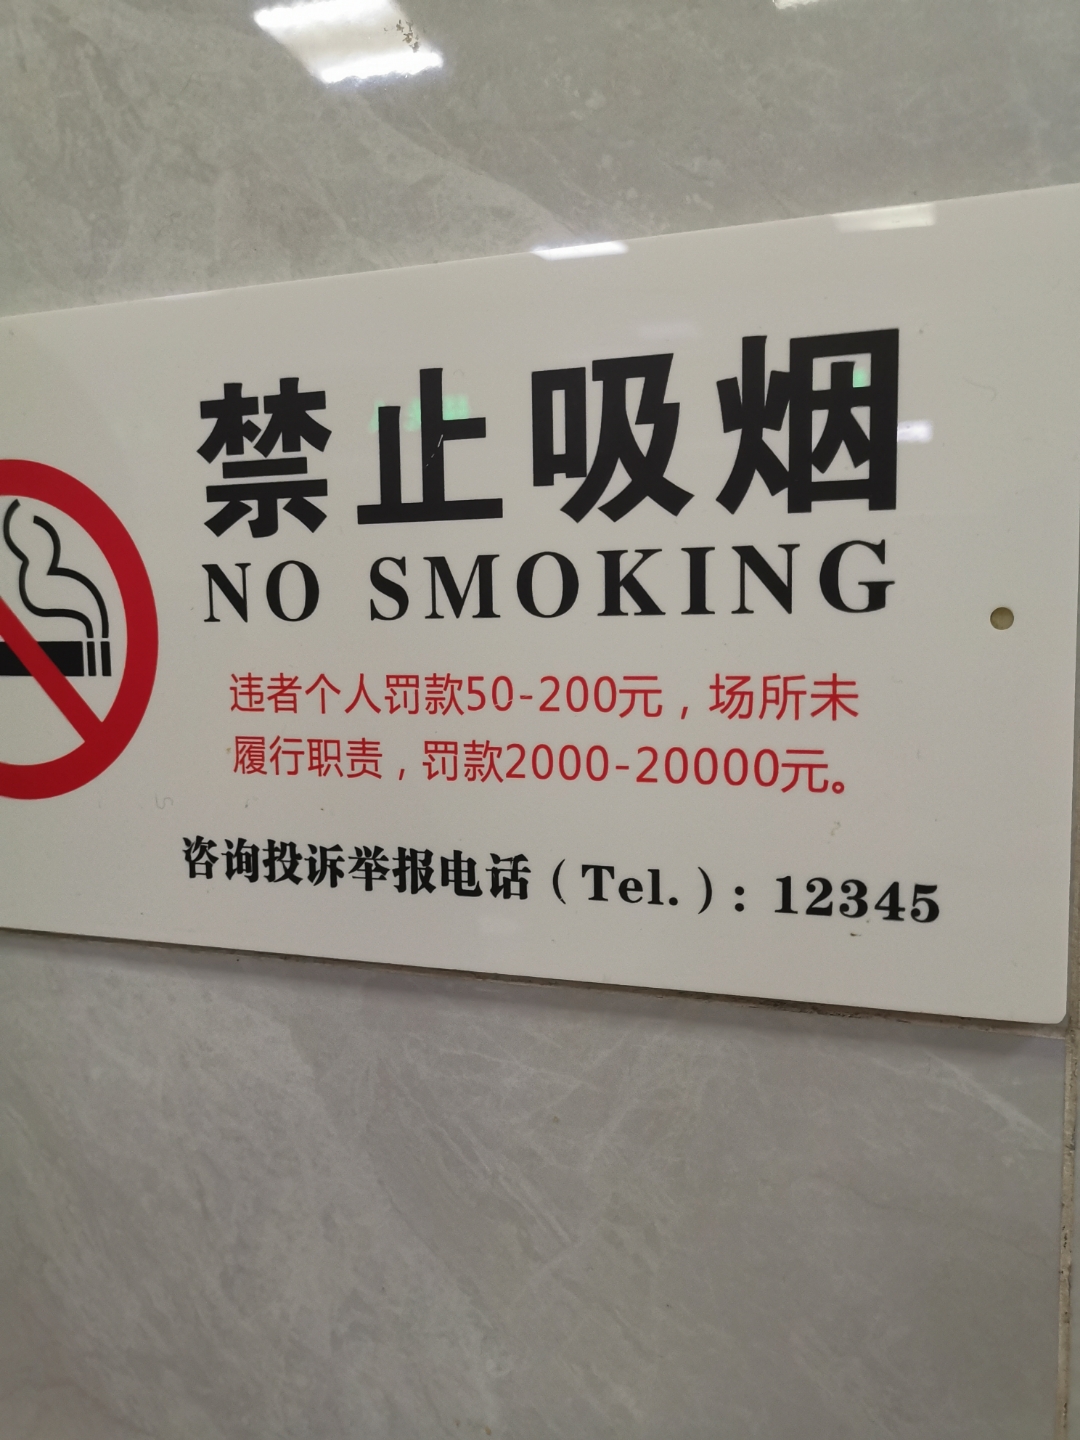 禁止吸烟
NO SMOKING
违者个人罚款50-200元，场所未
履行职责，罚款2000-20000元。
咨询投诉举报电话（Tel.）: 12345